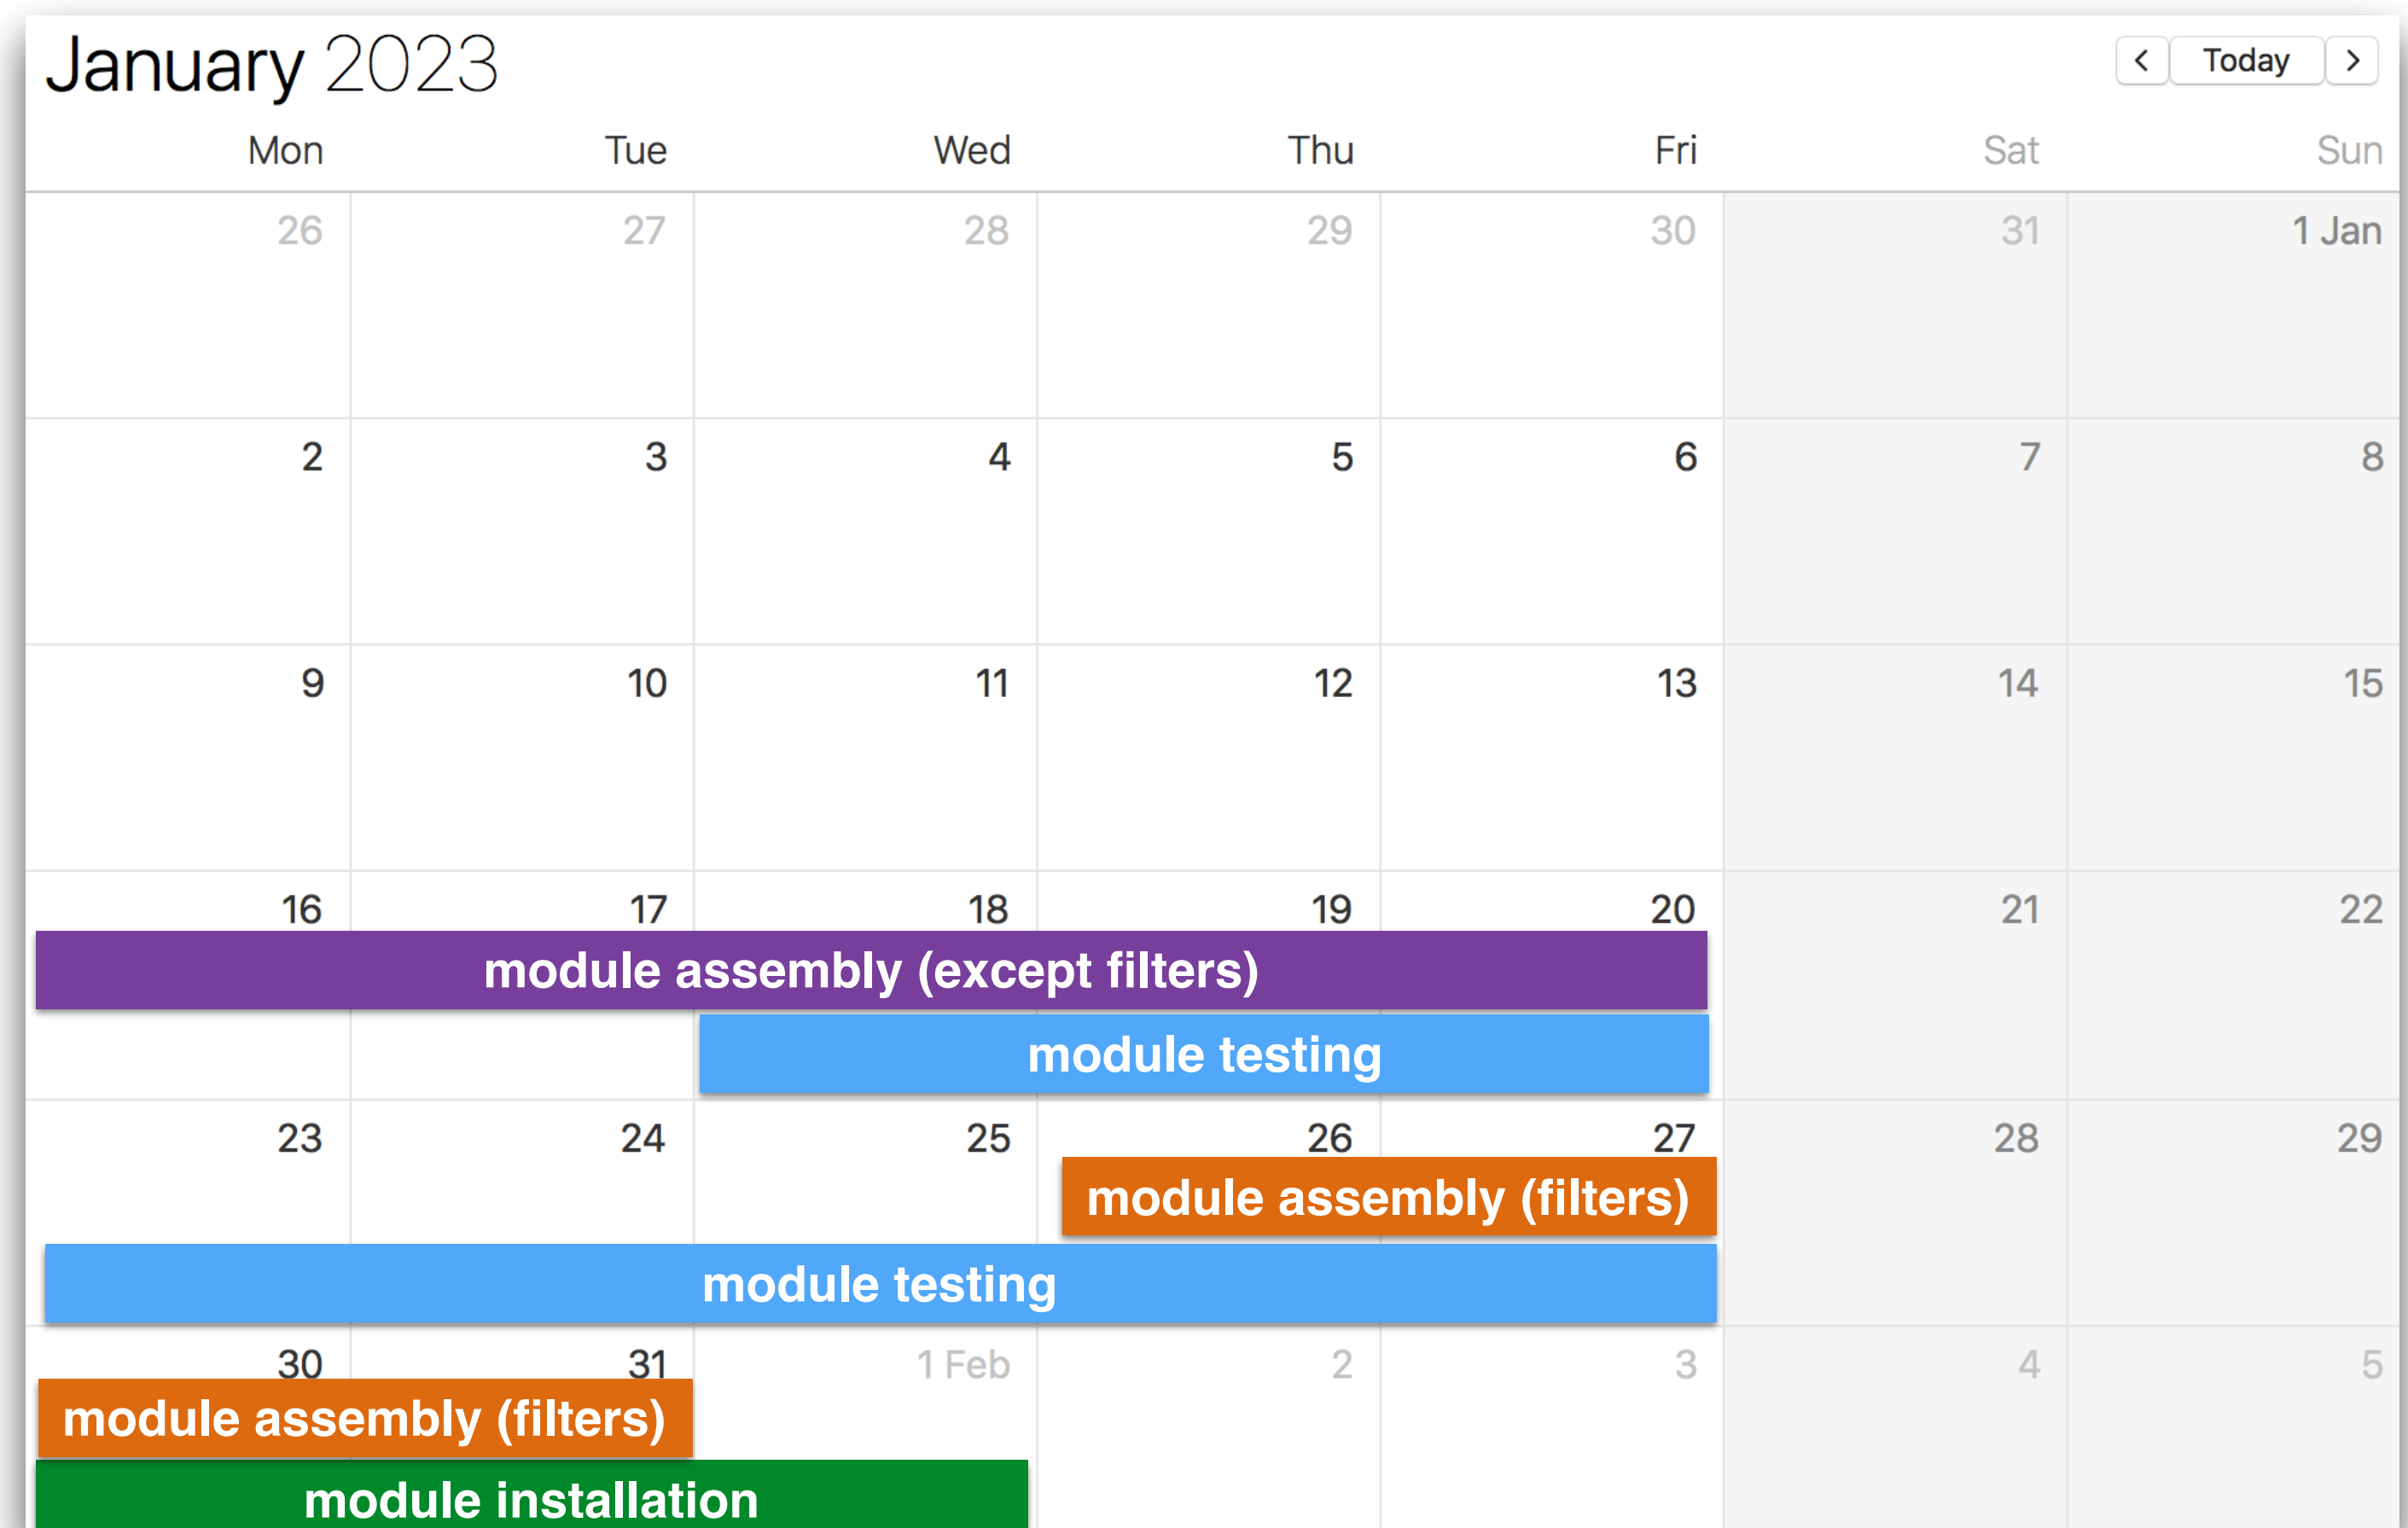 January 2023
< Today >
Mon Tue Wed Thu Fri Sat Sun
26 27 28 29 30 31 1 Jan
2 3 4 5 6 7 8
9 10 11 12 13 14 15
16 17 18 19 20 21 22
module assembly (except filters)
module testing
23 24 25 26 27 28 29
module assembly (filters)
module testing
30 31 1 Feb 2 3 4 5
module assembly (filters)
module installation